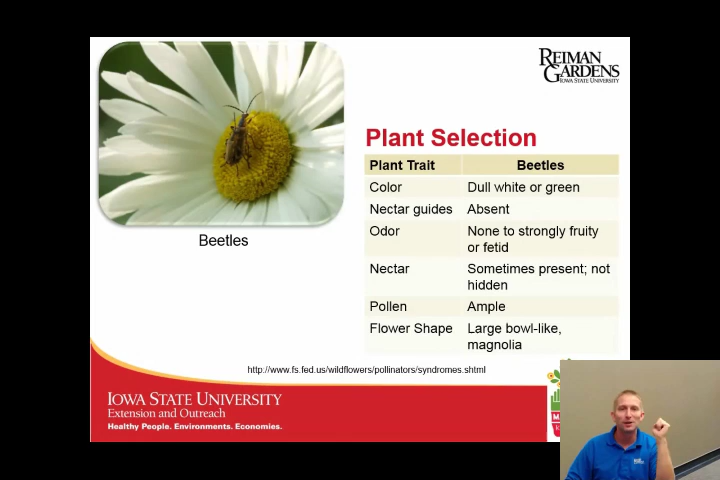 REIMAN
GARDENS
IOWA STATE UNIVERSITY
Plant Selection
Plant Trait Beetles
Color Dull white or green
Nectar guides Absent
Odor None to strongly fruity
or fetid
Nectar Sometimes present; not
hidden
Pollen Ample
Flower Shape Large bowl-like,
magnolia
Beetles
http://www.fs.fed.us/wildflowers/pollinators/syndromes.shtml
IOWA STATE UNIVERSITY
Extension and Outreach
Healthy People. Environments. Economies.